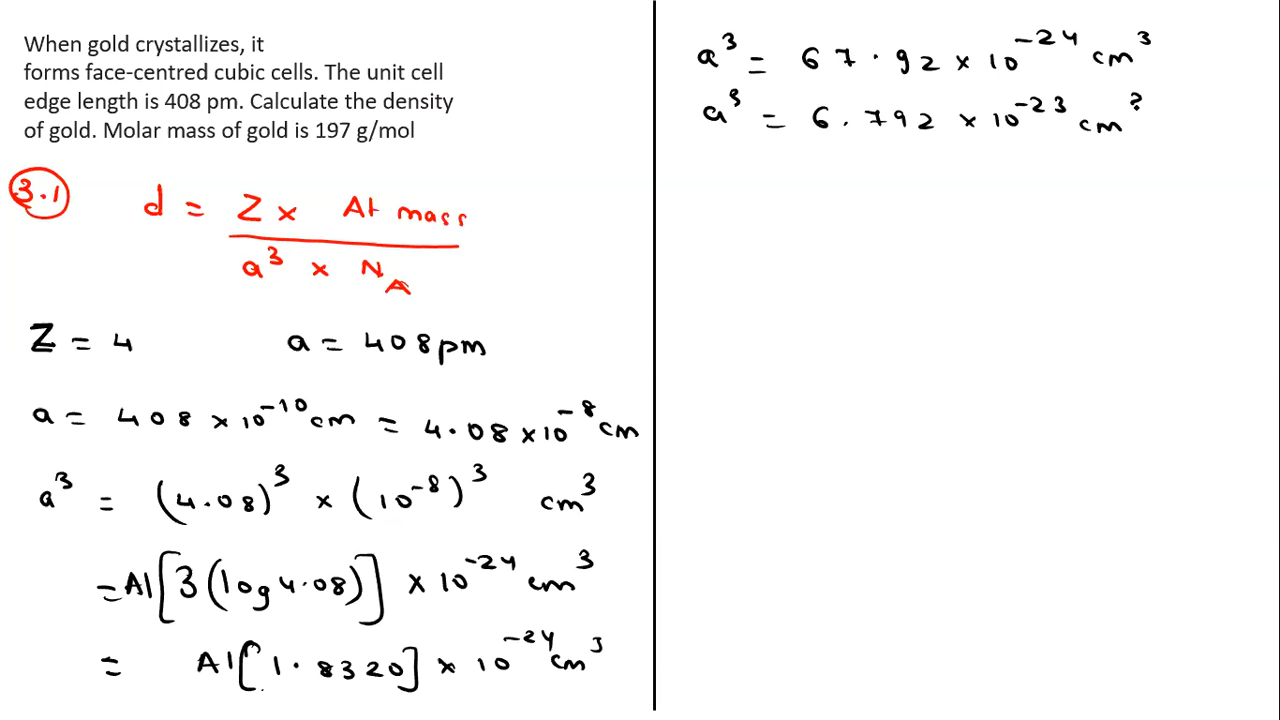 When gold crystallizes, it
forms face-centred cubic cells. The unit cell
edge length is 408 pm. Calculate the density
of gold. Molar mass of gold is 197 g/mol
3.1
d = Z × At mass
a³ × N_A
Z = 4 a = 408 pm
a = 408 × 10⁻¹⁰ cm = 4.08 × 10⁻⁸ cm
a³ = (4.08)³ × (10⁻⁸)³ cm³
= Al[3(log 4.08)] × 10⁻²⁴ cm³
= Al[1.8320] × 10⁻²⁴ cm³
a³ = 67.92 × 10⁻²⁴ cm³
a³ = 6.792 × 10⁻²³ cm³